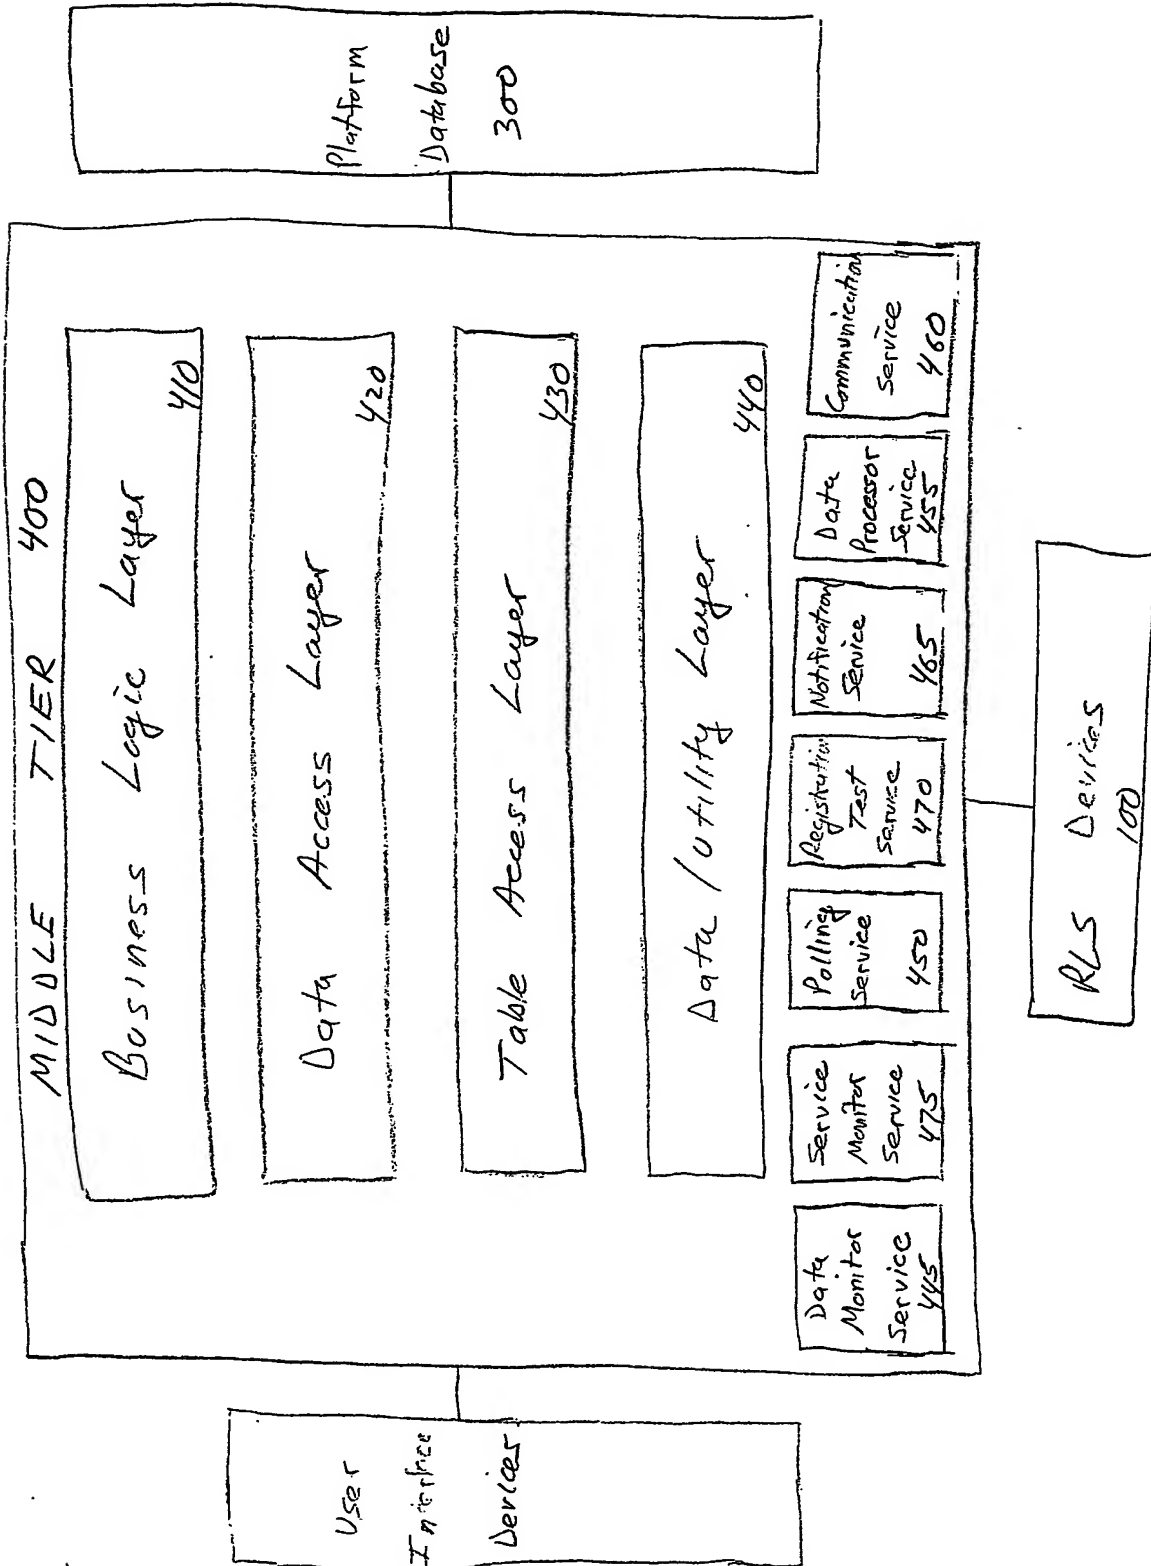 MIDDLE TIER 400
Business Logic Layer
410
Data Access Layer
420
Table Access Layer
430
Data/Utility Layer
440
Data
Monitor
Service
445
Service
Monitor
Service
475
Polling
Service
450
Registration
Test
Service
470
Notification
Service
465
Data
Processor
Service
455
Communication
Service
460
User
Interface
Devices
Platform
Database
300
RLS Devices
100